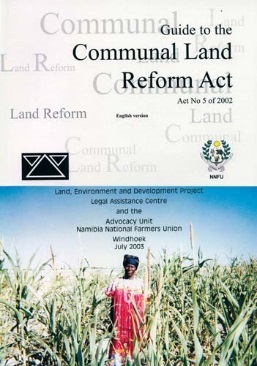 Communal Land
Guide to the
Communal Land
Land Reform
Reform Act
Communal
Act No 5 of 2002
English version
Land Reform
Land
Communal
Communal
Land Reform
NNFU
Land, Environment and Development Project
Legal Assistance Centre
and the
Advocacy Unit
Namibia National Farmers Union
Windhoek
July 2003